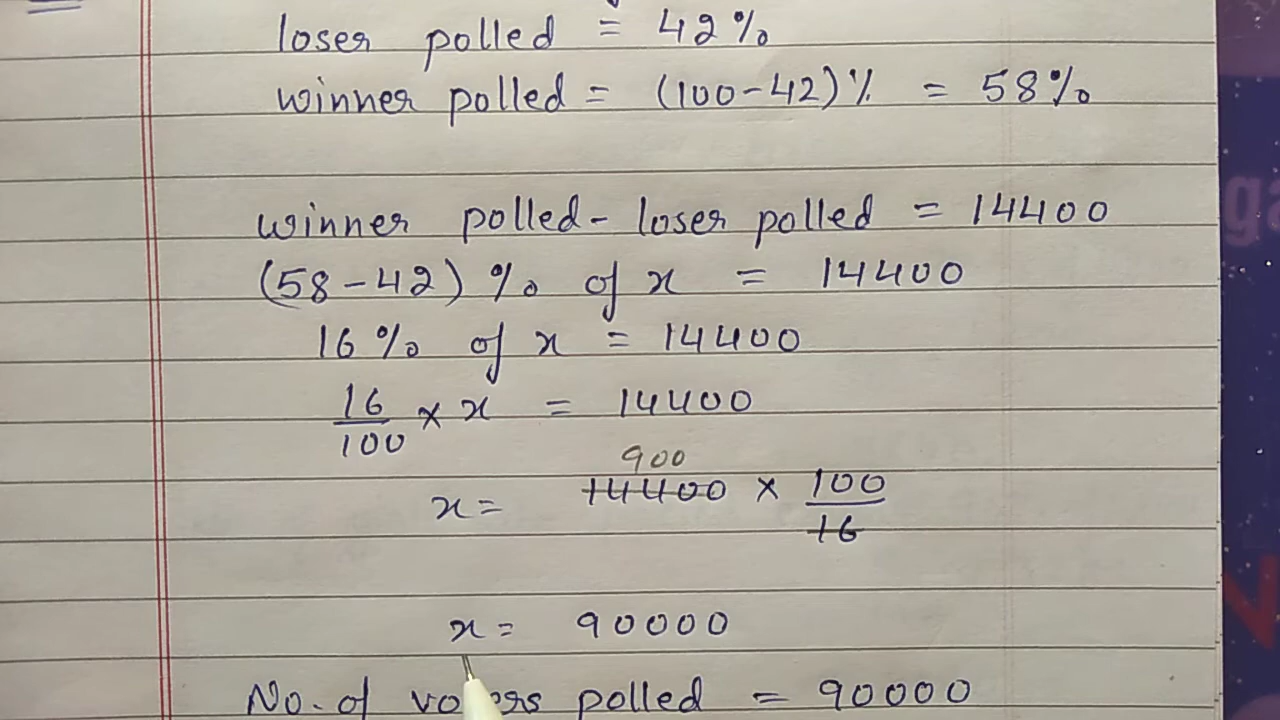 loser polled = 42%
winner polled = (100-42)% = 58%
winner polled - loser polled = 14400
(58-42) % of x = 14400
16% of x = 14400
16/100 × x = 14400
900
x = 14400 × 100/16
x = 90000
No. of voters polled = 90000